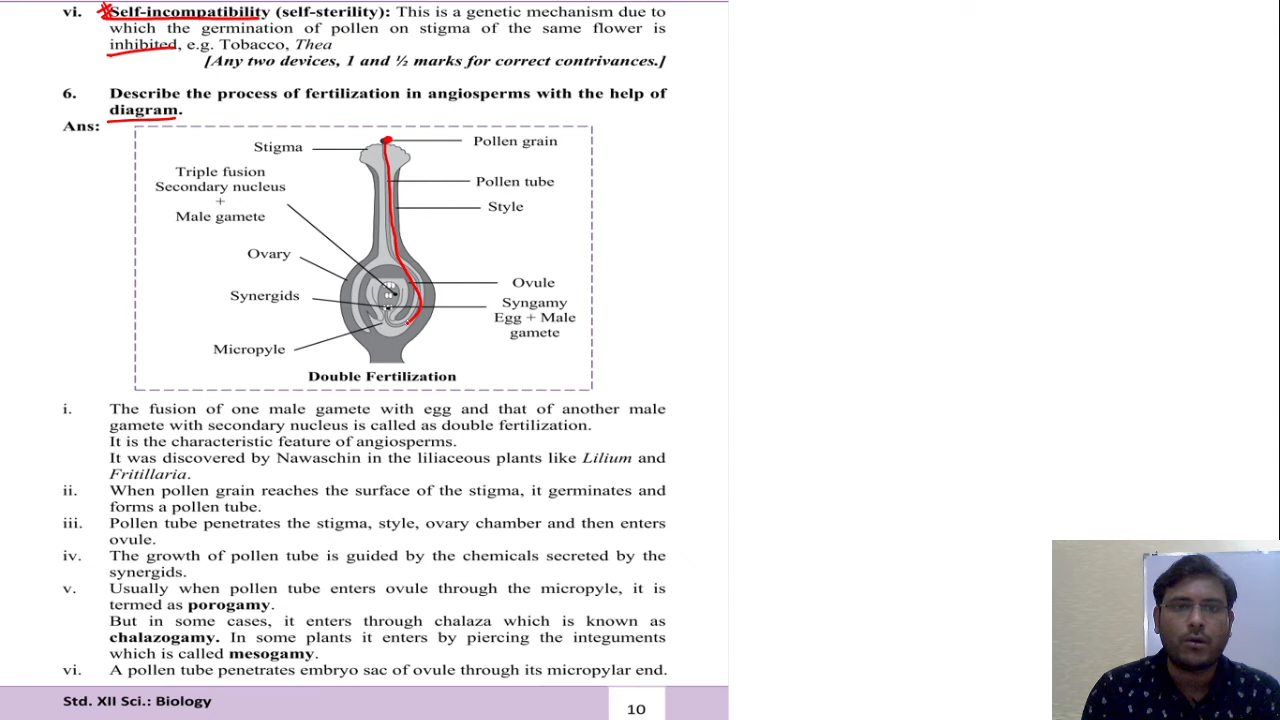 vi. Self-incompatibility (self-sterility): This is a genetic mechanism due to
which the germination of pollen on stigma of the same flower is
inhibited, e.g. Tobacco, Thea
[Any two devices, 1 and ½ marks for correct contrivances.]
6. Describe the process of fertilization in angiosperms with the help of
diagram.
Ans:
Pollen grain
Stigma
Triple fusion
Secondary nucleus
+
Male gamete
Pollen tube
Style
Ovary
Ovule
Synergids
Syngamy
Egg + Male
gamete
Micropyle
Double Fertilization
i. The fusion of one male gamete with egg and that of another male
gamete with secondary nucleus is called as double fertilization.
It is the characteristic feature of angiosperms.
It was discovered by Nawaschin in the liliaceous plants like Lilium and
Fritillaria.
ii. When pollen grain reaches the surface of the stigma, it germinates and
forms a pollen tube.
iii. Pollen tube penetrates the stigma, style, ovary chamber and then enters
ovule.
iv. The growth of pollen tube is guided by the chemicals secreted by the
synergids.
v. Usually when pollen tube enters ovule through the micropyle, it is
termed as porogamy.
But in some cases, it enters through chalaza which is known as
chalazogamy. In some plants it enters by piercing the integuments
which is called mesogamy.
vi. A pollen tube penetrates embryo sac of ovule through its micropylar end.
Std. XII Sci.: Biology
10